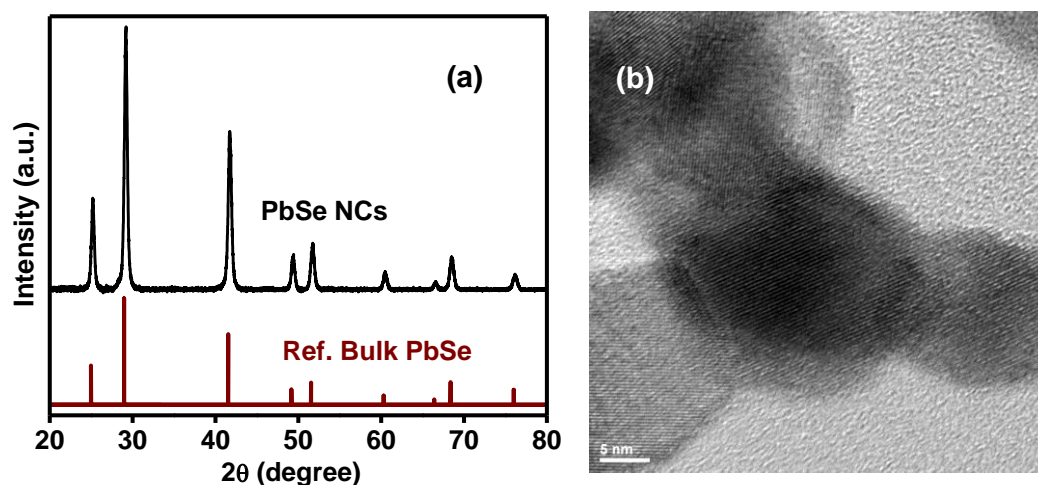 (a)
PbSe NCs
Ref. Bulk PbSe
Intensity (a.u.)
20 30 40 50 60 70 80
2θ (degree)
(b)
5 nm